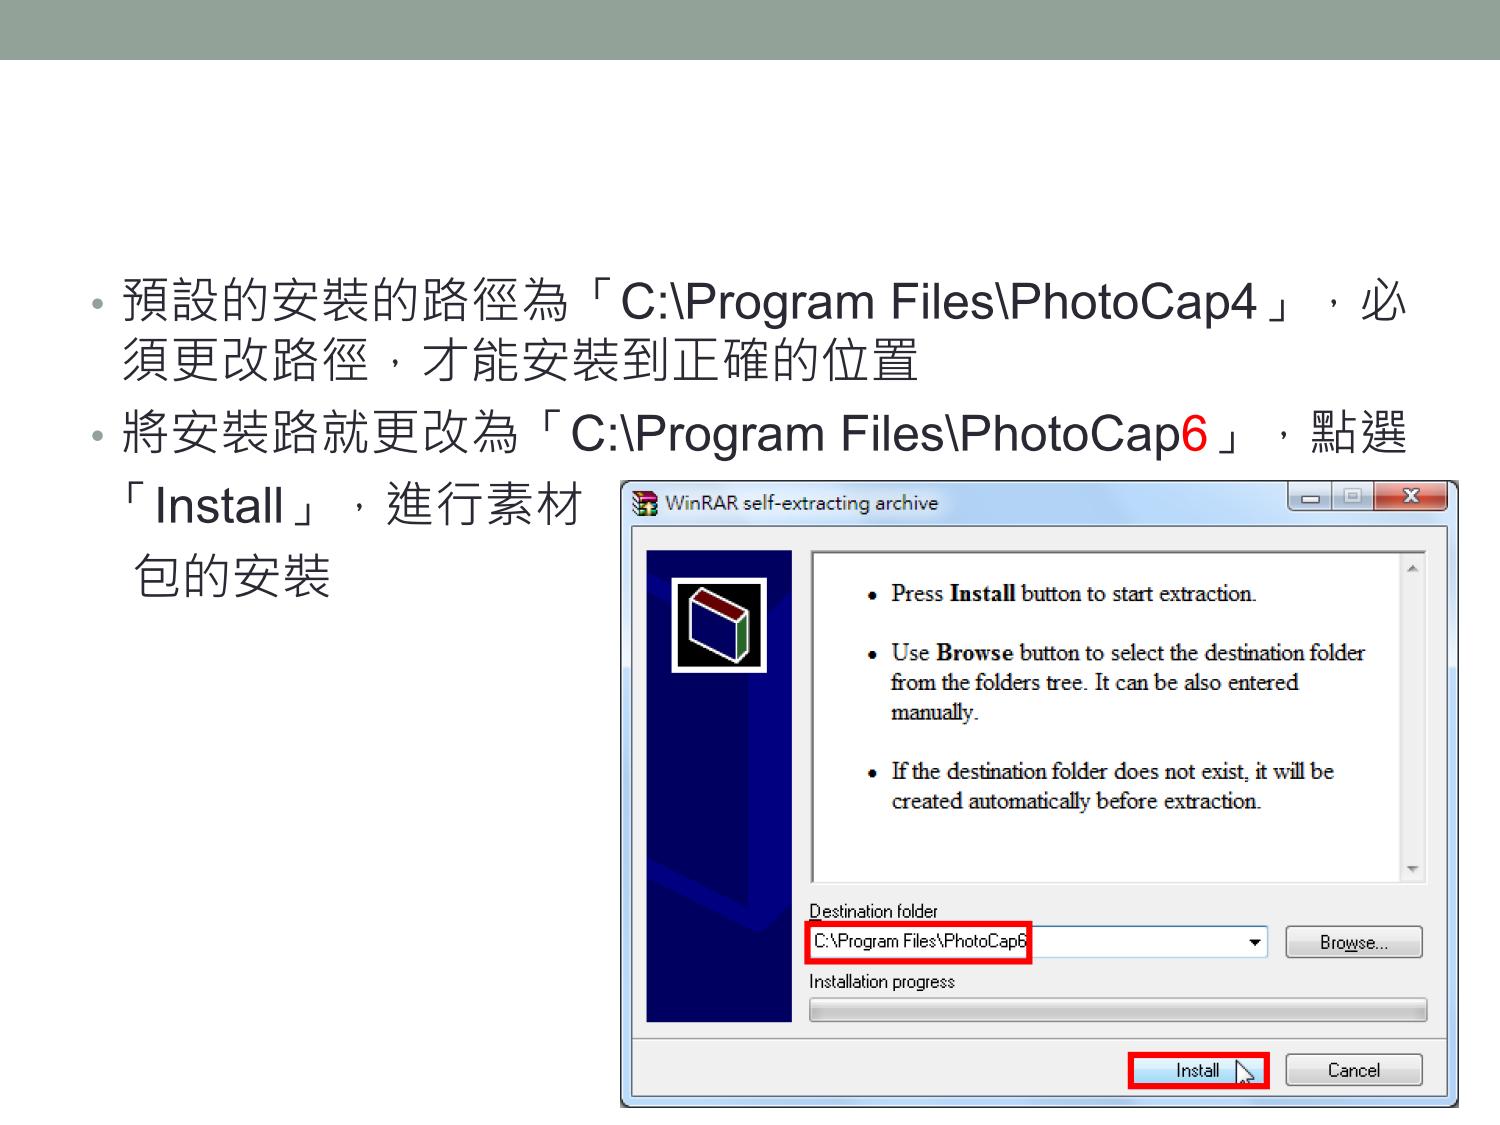 • 預設的安裝的路徑為「C:\Program Files\PhotoCap4」，必
須更改路徑，才能安裝到正確的位置
• 將安裝路就更改為「C:\Program Files\PhotoCap6」，點選
「Install」，進行素材
包的安裝
WinRAR self-extracting archive
• Press Install button to start extraction.
• Use Browse button to select the destination folder
from the folders tree. It can be also entered
manually.
• If the destination folder does not exist, it will be
created automatically before extraction.
Destination folder
C:\Program Files\PhotoCap6
Browse...
Installation progress
Install
Cancel